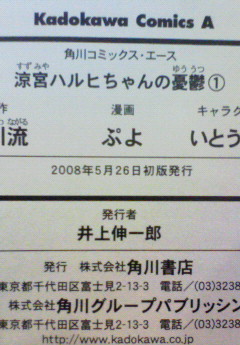 Kadokawa Comics A
角川コミックス・エース
すず みや ゆう うつ
涼宮ハルヒちゃんの憂鬱①
作 漫画 キャラク
ながる
流 ぷよ いとう
2008年5月26日初版発行
発行者
井上伸一郎
発行 株式会社角川書店
東京都千代田区富士見2-13-3 電話/(03)3238
株式会社角川グループパブリッシン
東京都千代田区富士見2-13-3 電話/(03)3238
http://www.kadokawa.co.jp